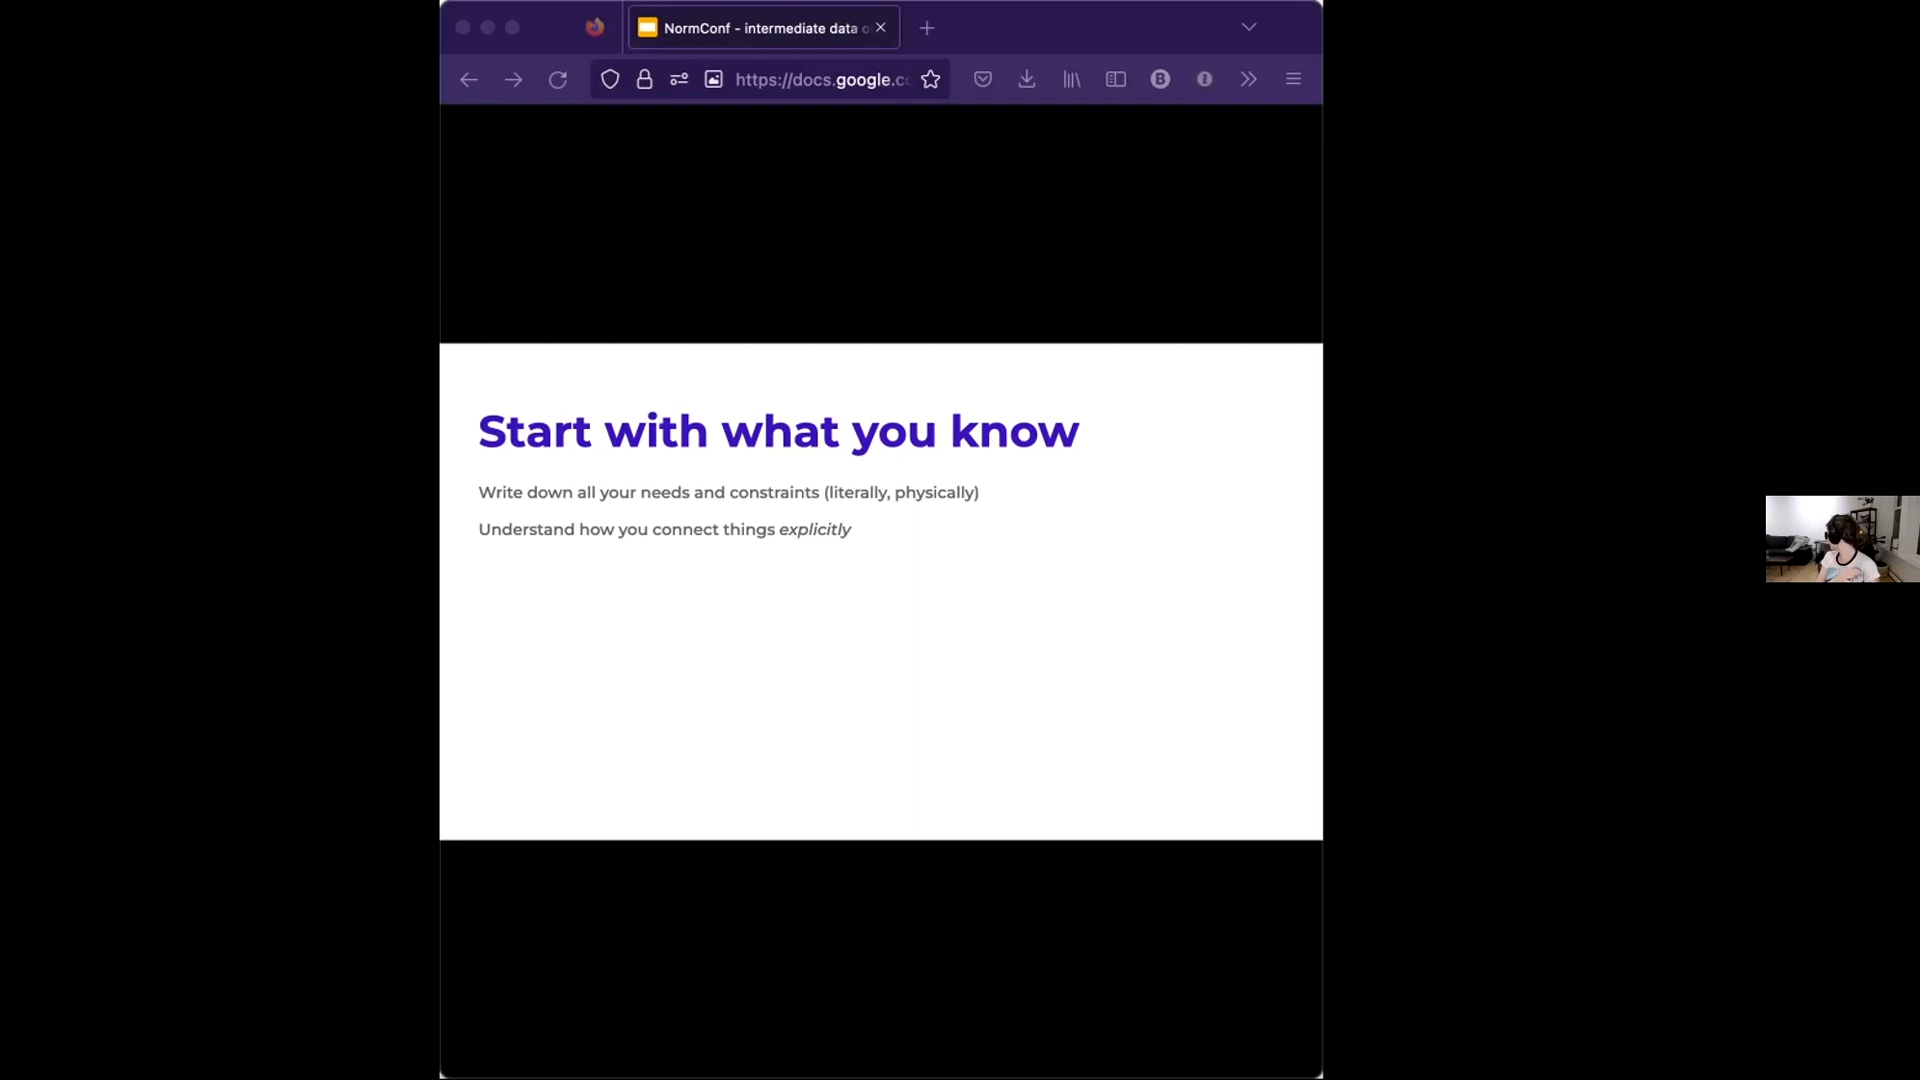 NormConf - intermediate data
https://docs.google.c
Start with what you know
Write down all your needs and constraints (literally, physically)
Understand how you connect things explicitly